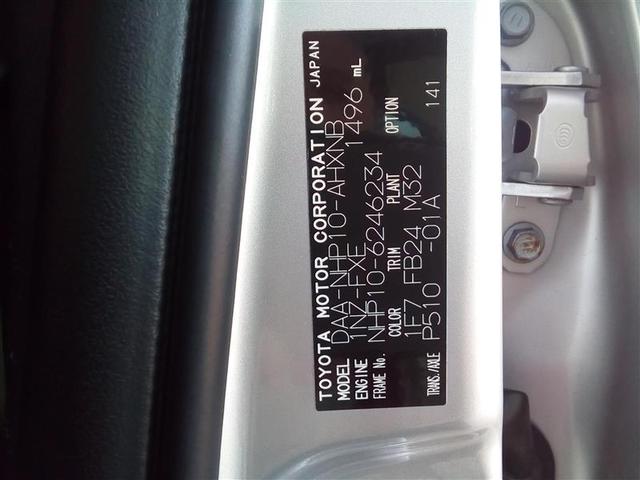 TOYOTA MOTOR CORPORATION JAPAN
MODEL DAA-NHP10-AHXNB
ENGINE 1NZ-FXE 1496 mL
FRAME No. NHP10-6246234
COLOR TRIM PLANT OPTION
1F7 FB24 M32 141
TRANS./AXLE P510 -01A